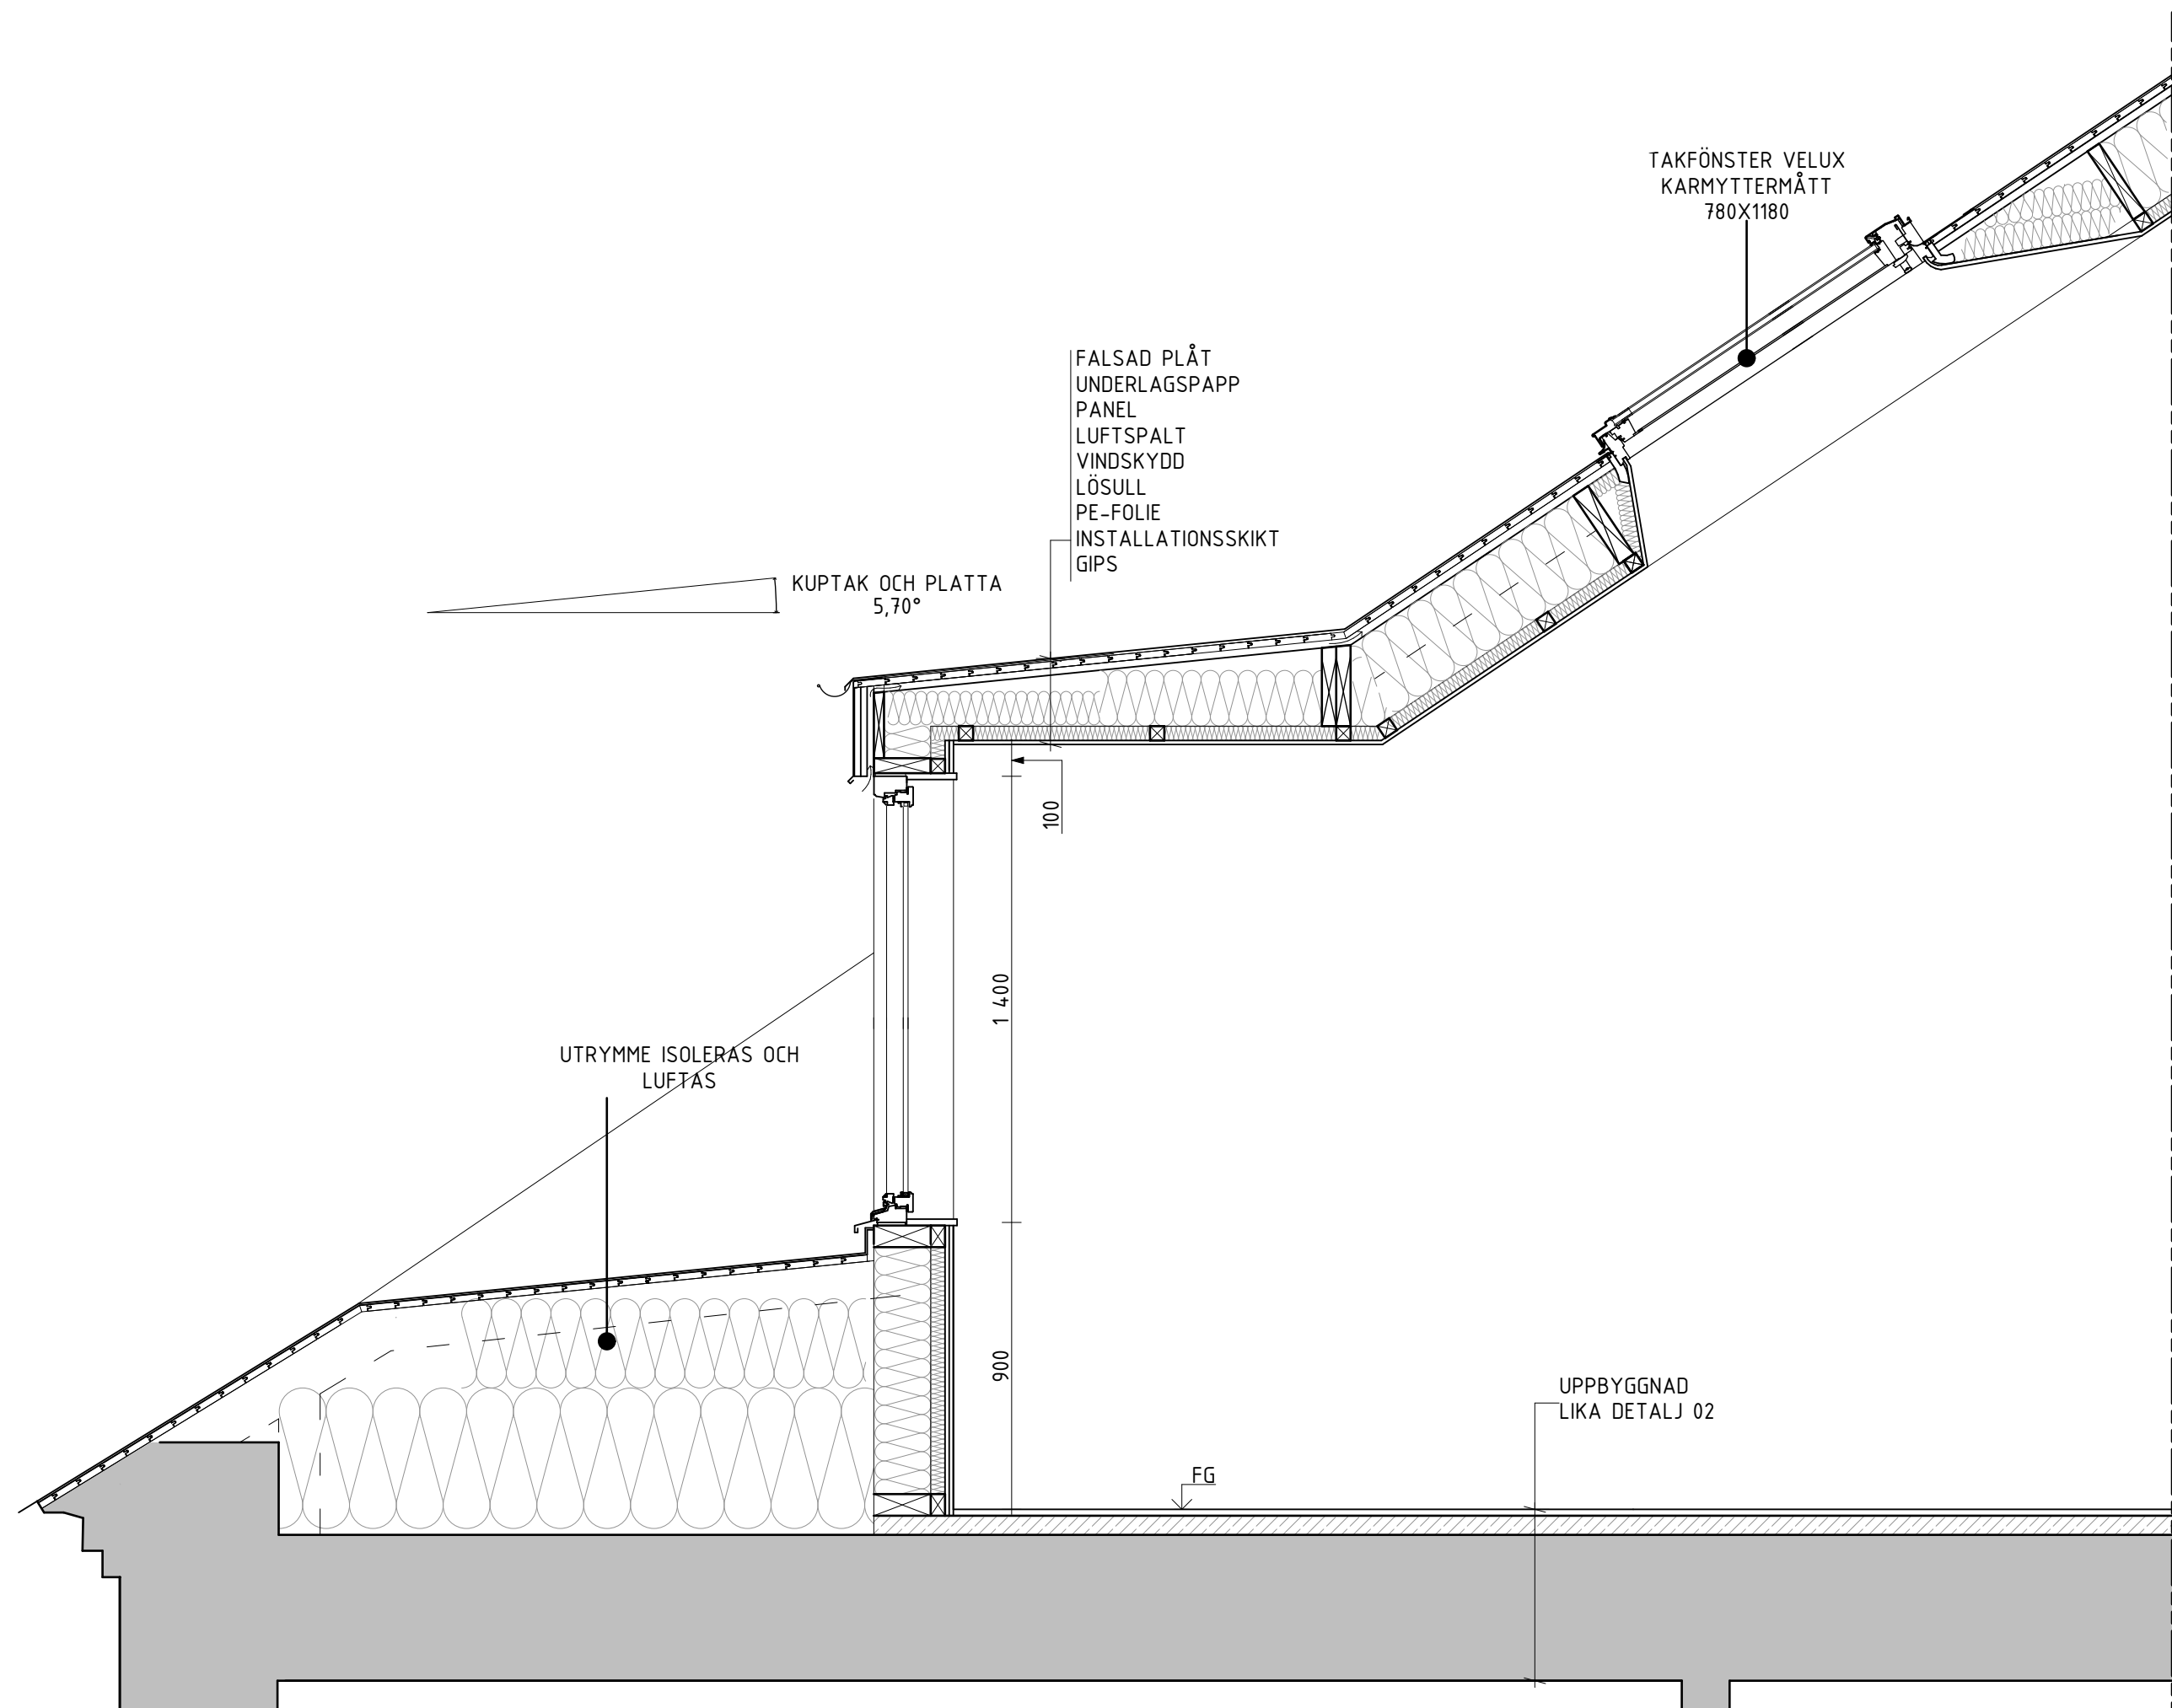 TAKFÖNSTER VELUX
KARMYTTERMÅTT
780X1180
FALSAD PLÅT
UNDERLAGSPAPP
PANEL
LUFTSPALT
VINDSKYDD
LÖSULL
PE-FOLIE
INSTALLATIONSSKIKT
GIPS
KUPTAK OCH PLATTA
5,70°
100
1 400
UTRYMME ISOLERAS OCH
LUFTAS
900
UPPBYGGNAD
LIKA DETALJ 02
FG